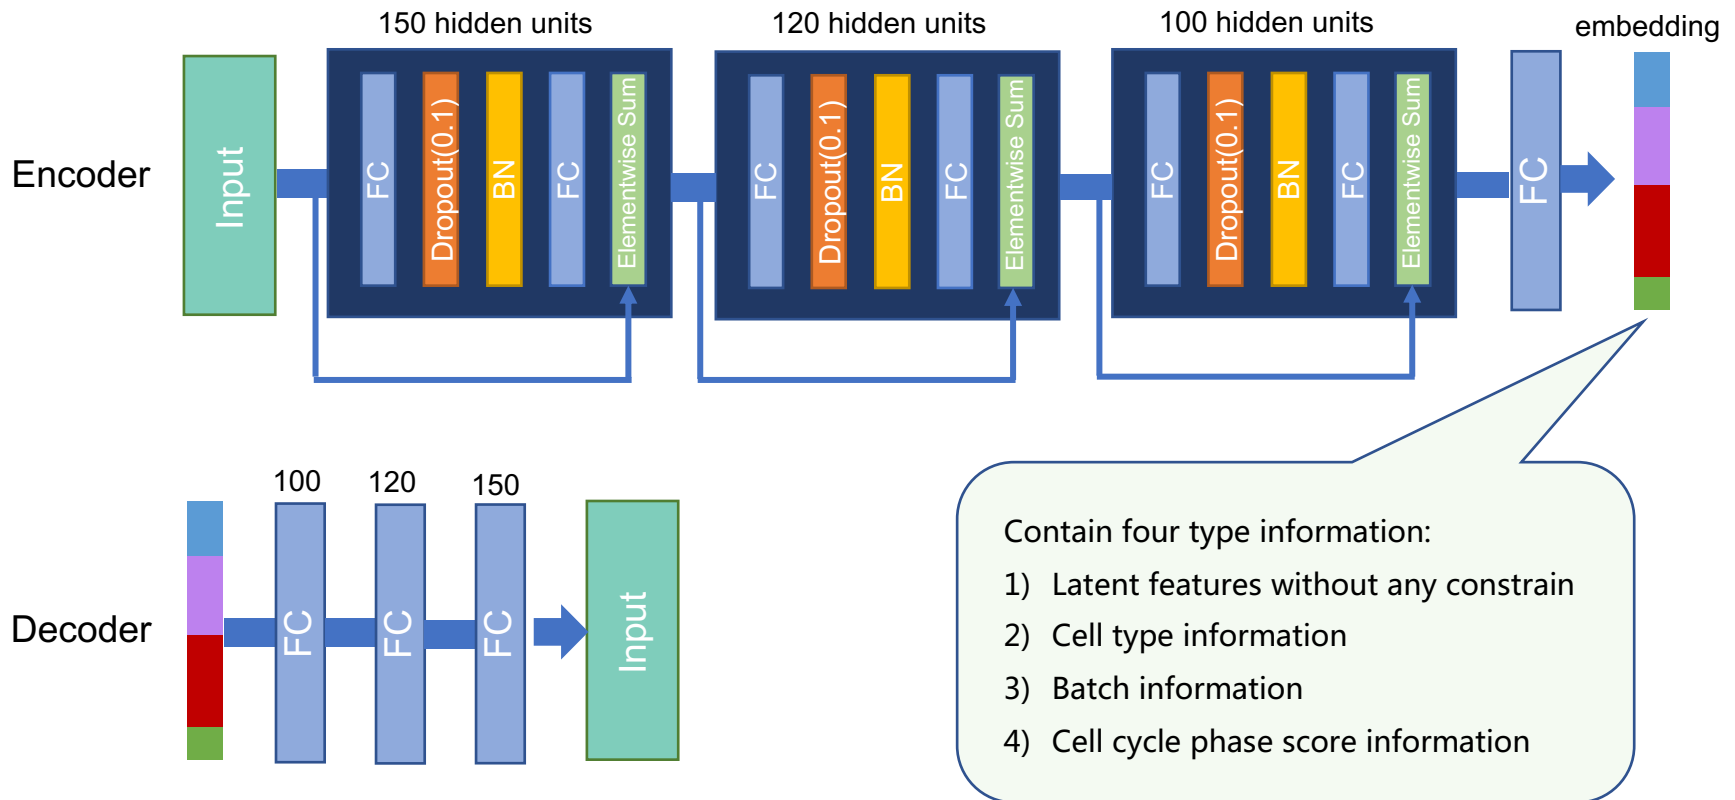 150 hidden units
120 hidden units
100 hidden units
embedding
Encoder
Input
FC
Dropout(0.1)
BN
FC
Elementwise Sum
FC
Dropout(0.1)
BN
FC
Elementwise Sum
FC
Dropout(0.1)
BN
FC
Elementwise Sum
FC
Decoder
100
120
150
FC
FC
FC
Input
Contain four type information:
1) Latent features without any constrain
2) Cell type information
3) Batch information
4) Cell cycle phase score information